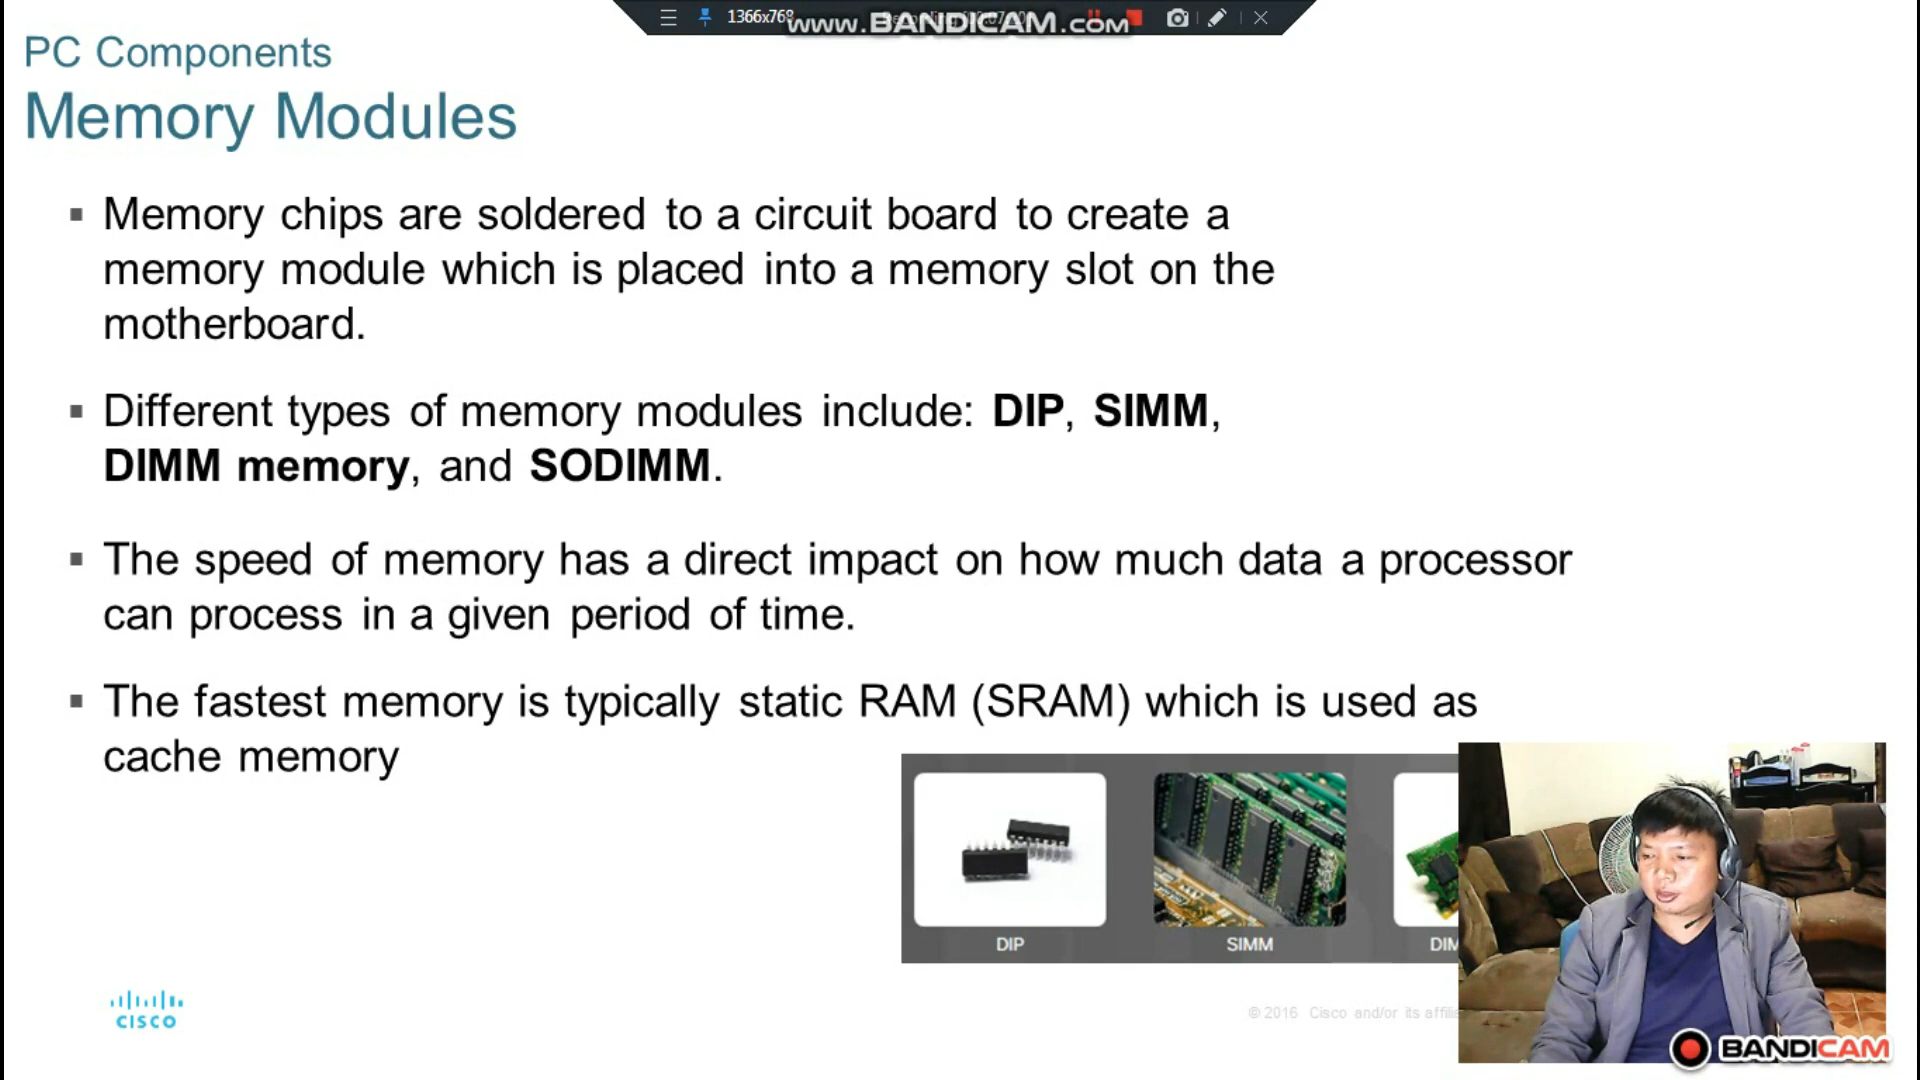 1366x768
www.BANDICAM.com
PC Components
Memory Modules
Memory chips are soldered to a circuit board to create a
memory module which is placed into a memory slot on the
motherboard.
Different types of memory modules include: DIP, SIMM,
DIMM memory, and SODIMM.
The speed of memory has a direct impact on how much data a processor
can process in a given period of time.
The fastest memory is typically static RAM (SRAM) which is used as
cache memory
DIP
SIMM
CISCO
© 2016 Cisco and/or its
BANDICAM